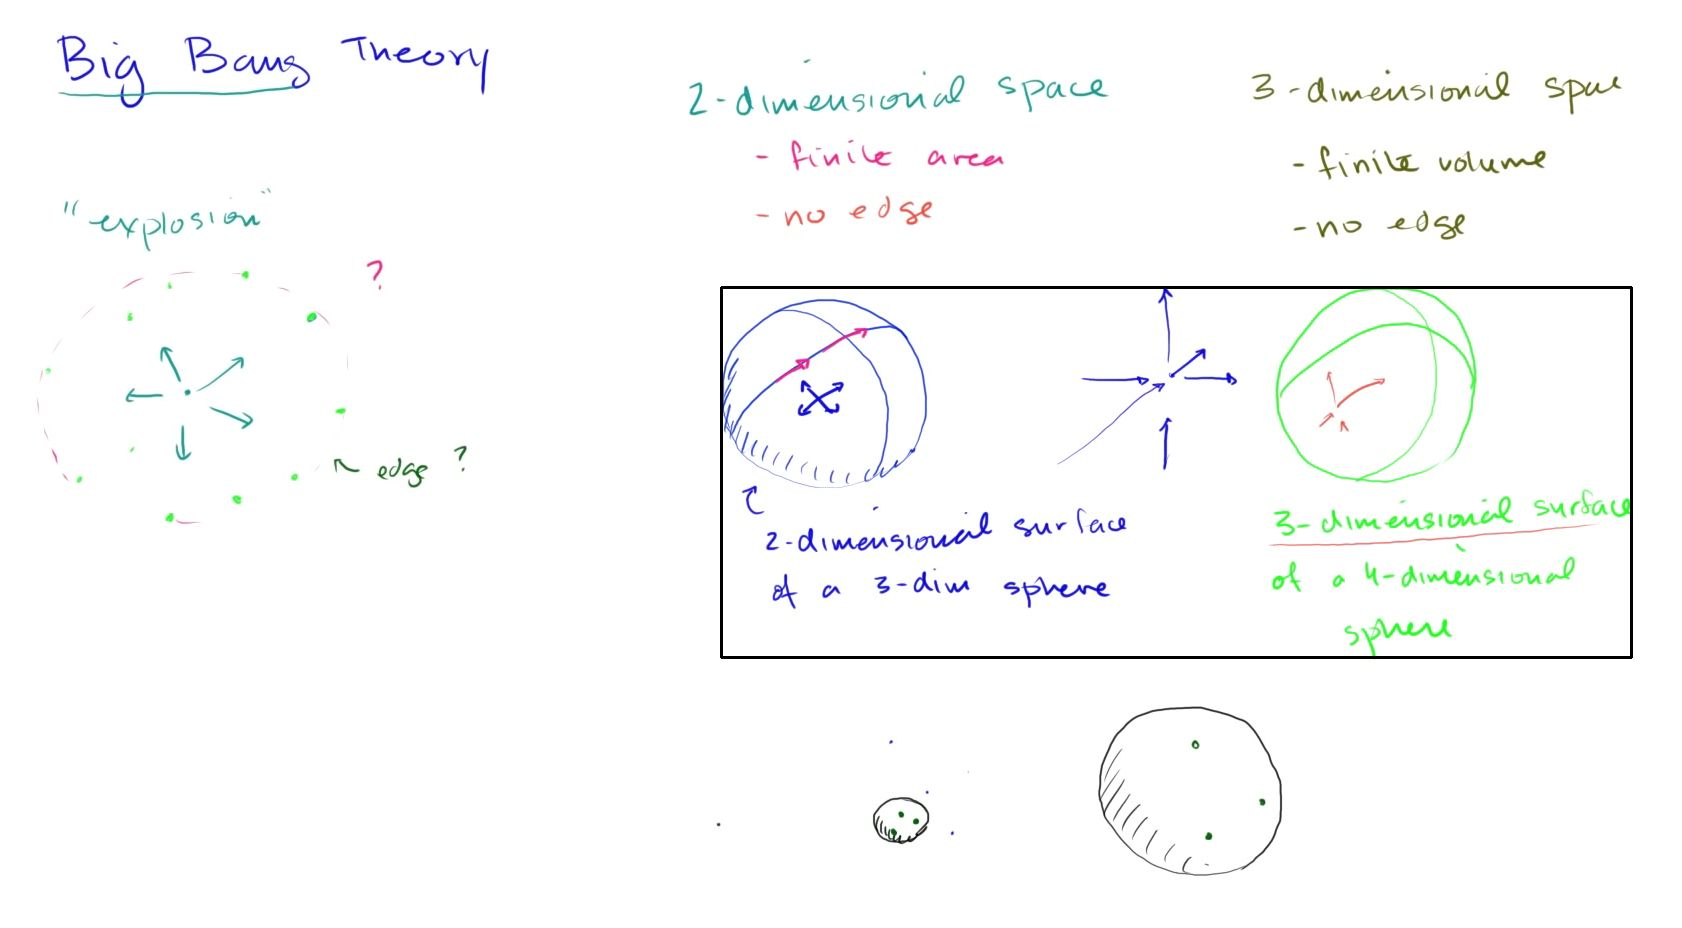 Big Bang Theory
"explosion"
?
edge ?
2-dimensional space
- finite area
- no edge
3-dimensional space
- finite volume
- no edge
2-dimensional surface
of a 3-dim sphere
3-dimensional surface
of a 4-dimensional
sphere